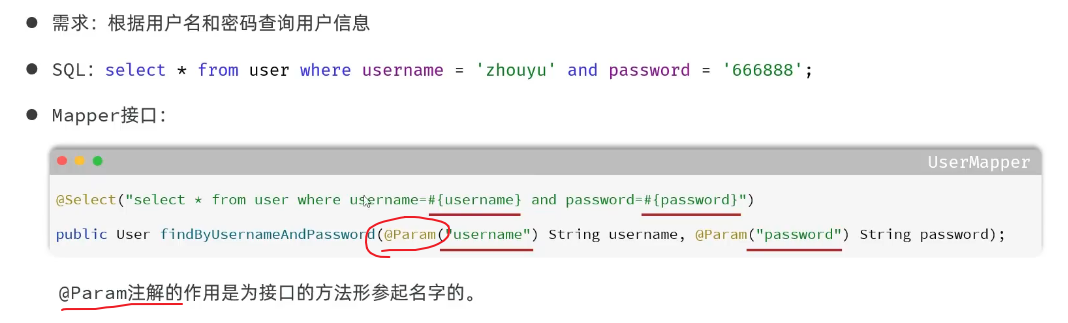 需求：根据用户名和密码查询用户信息
SQL：select * from user where username = 'zhouyu' and password = '666888';
Mapper接口：
UserMapper
@Select("select * from user where username=#{username} and password=#{password}")
public User findByUsernameAndPassword(@Param("username") String username, @Param("password") String password);
@Param注解的作用是为接口的方法形参起名字的。